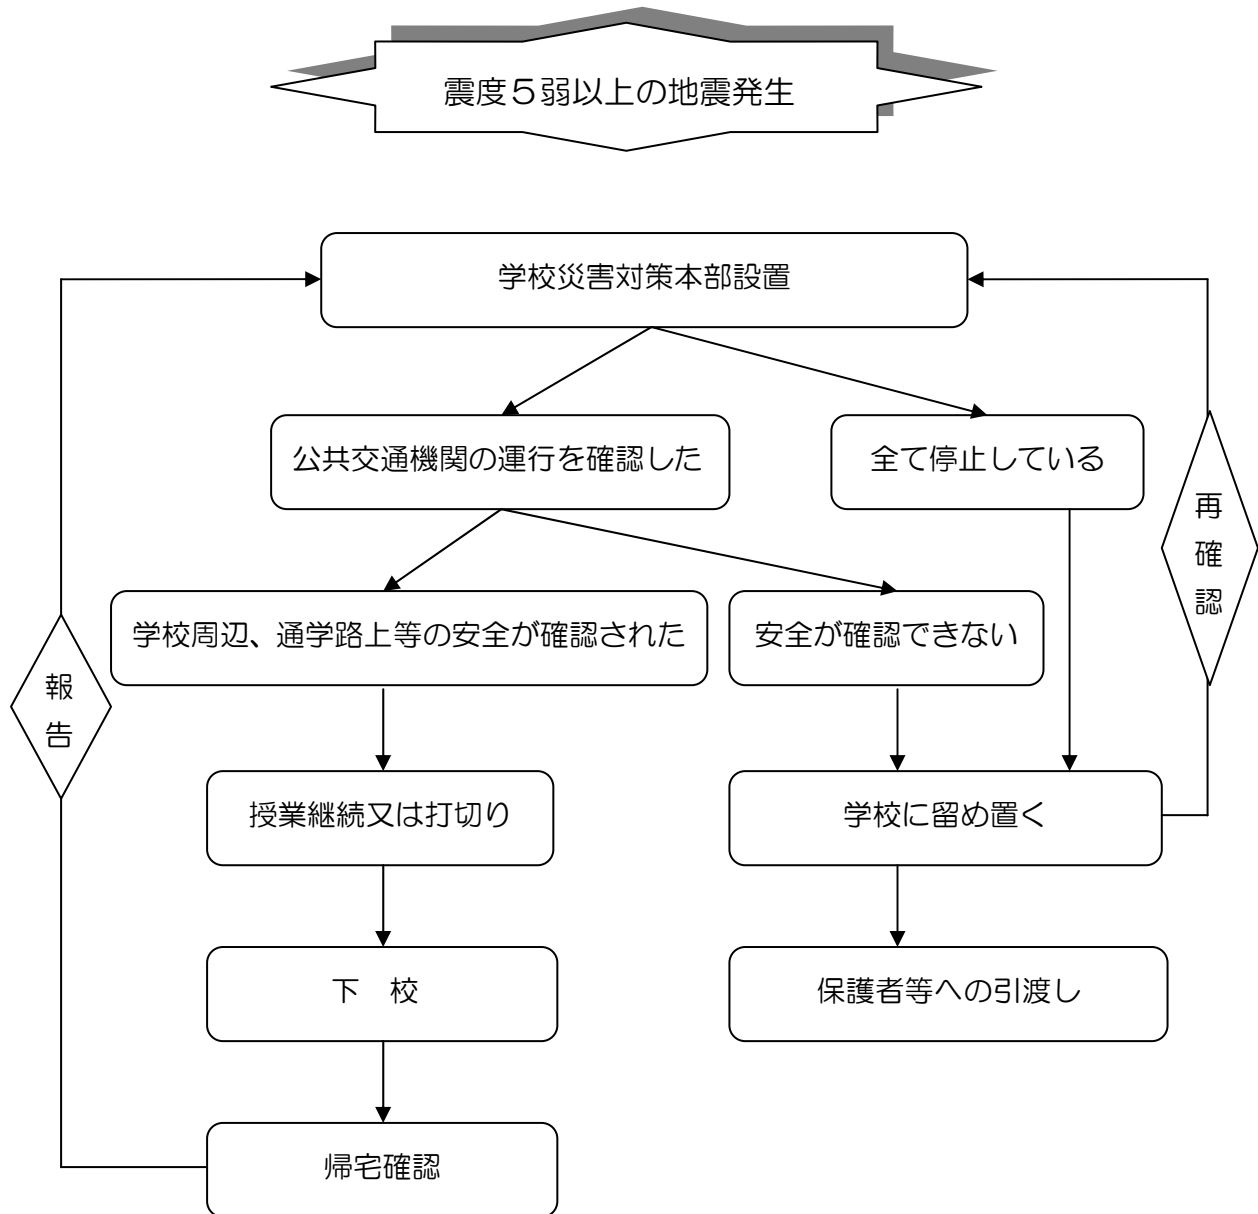 震度５弱以上の地震発生
学校災害対策本部設置
公共交通機関の運行を確認した
全て停止している
再
確
認
学校周辺、通学路上等の安全が確認された
安全が確認できない
報
告
授業継続又は打切り
学校に留め置く
下　校
保護者等への引渡し
帰宅確認